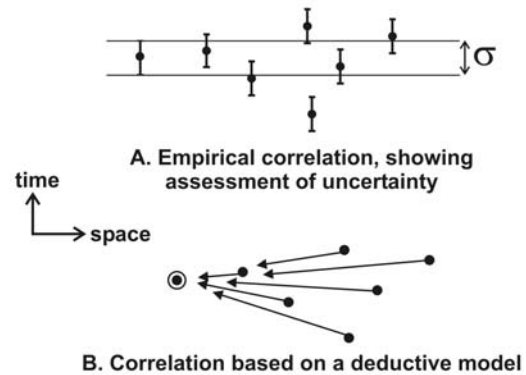 σ
A. Empirical correlation, showing
assessment of uncertainty
time
space
B. Correlation based on a deductive model